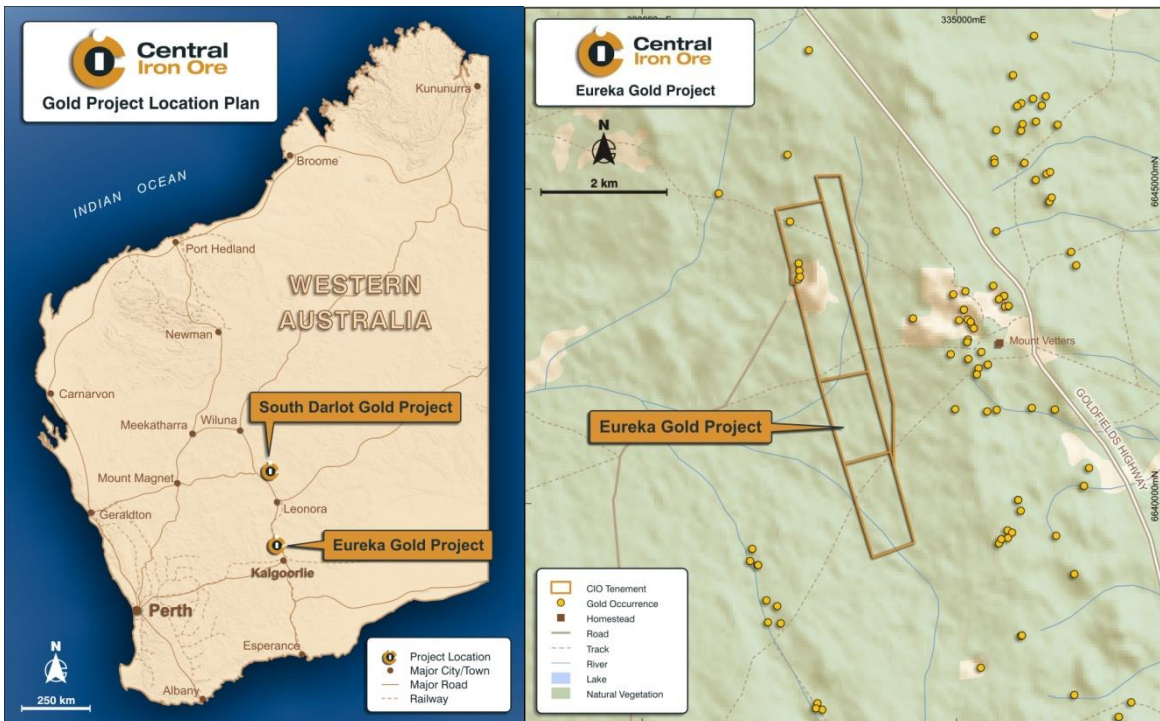 Central
Iron Ore
Gold Project Location Plan
Kununurra
Broome
INDIAN OCEAN
Port Hedland
WESTERN
AUSTRALIA
Newman
Carnarvon
South Darlot Gold Project
Meekatharra
Wiluna
Mount Magnet
Leonora
Geraldton
Eureka Gold Project
Kalgoorlie
Perth
Esperance
Albany
N
250 km
Project Location
Major City/Town
Major Road
Railway
Central
Iron Ore
Eureka Gold Project
335000mE
N
2 km
6645000mN
Mount Vetters
GOLDFIELDS HIGHWAY
Eureka Gold Project
6640000mN
CIO Tenement
Gold Occurrence
Homestead
Road
Track
River
Lake
Natural Vegetation